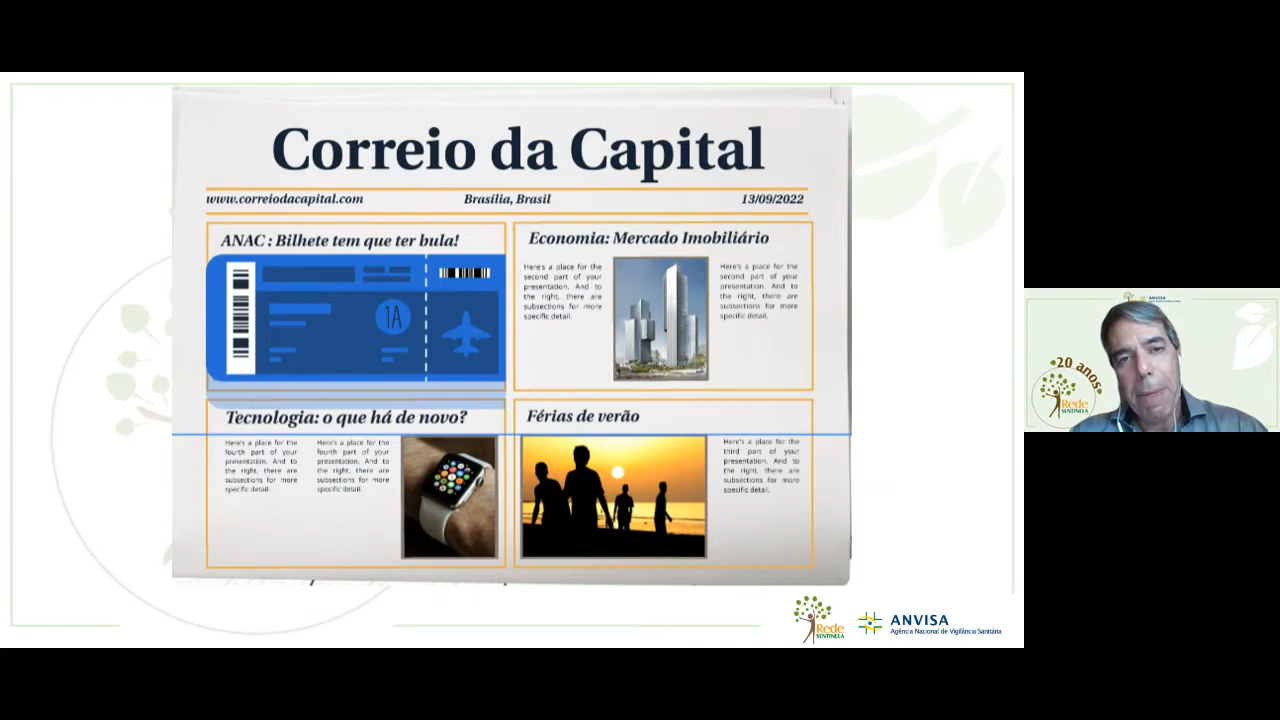 Correio da Capital
www.correiodacapital.com
Brasília, Brasil
13/09/2022
ANAC : Bilhete tem que ter bula!
1A
Economia: Mercado Imobiliário
Here's a place for the
second part of your
presentation. And to
the right, there are
subsections for more
specific detail.
Here's a place for the
second part of your
presentation. And to
the right, there are
subsections for more
specific detail.
Tecnologia: o que há de novo?
Here's a place for the
fourth part of your
presentation. And to
the right, there are
subsections for more
specific detail.
Here's a place for the
fourth part of your
presentation. And to
the right, there are
subsections for more
specific detail.
Férias de verão
Here's a place for the
third part of your
presentation. And to
the right, there are
subsections for more
specific detail.
Rede
SENTINELA
ANVISA
Agência Nacional de Vigilância Sanitária
20 anos
Rede
SENTINELA
ANVISA